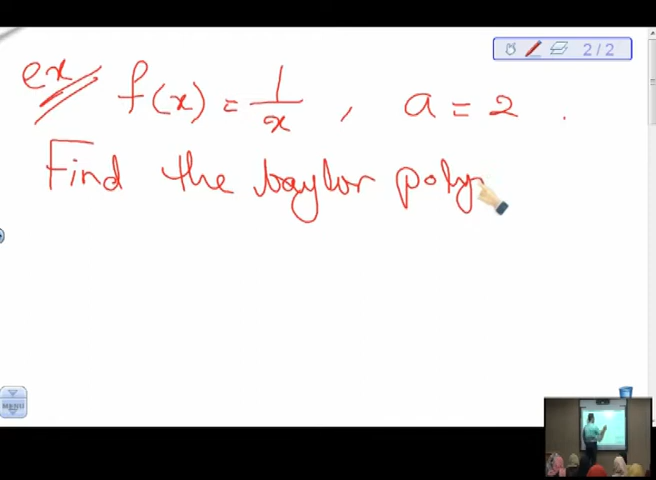 2/2
ex f(x) = 1/x , a = 2 .
Find the taylor poly